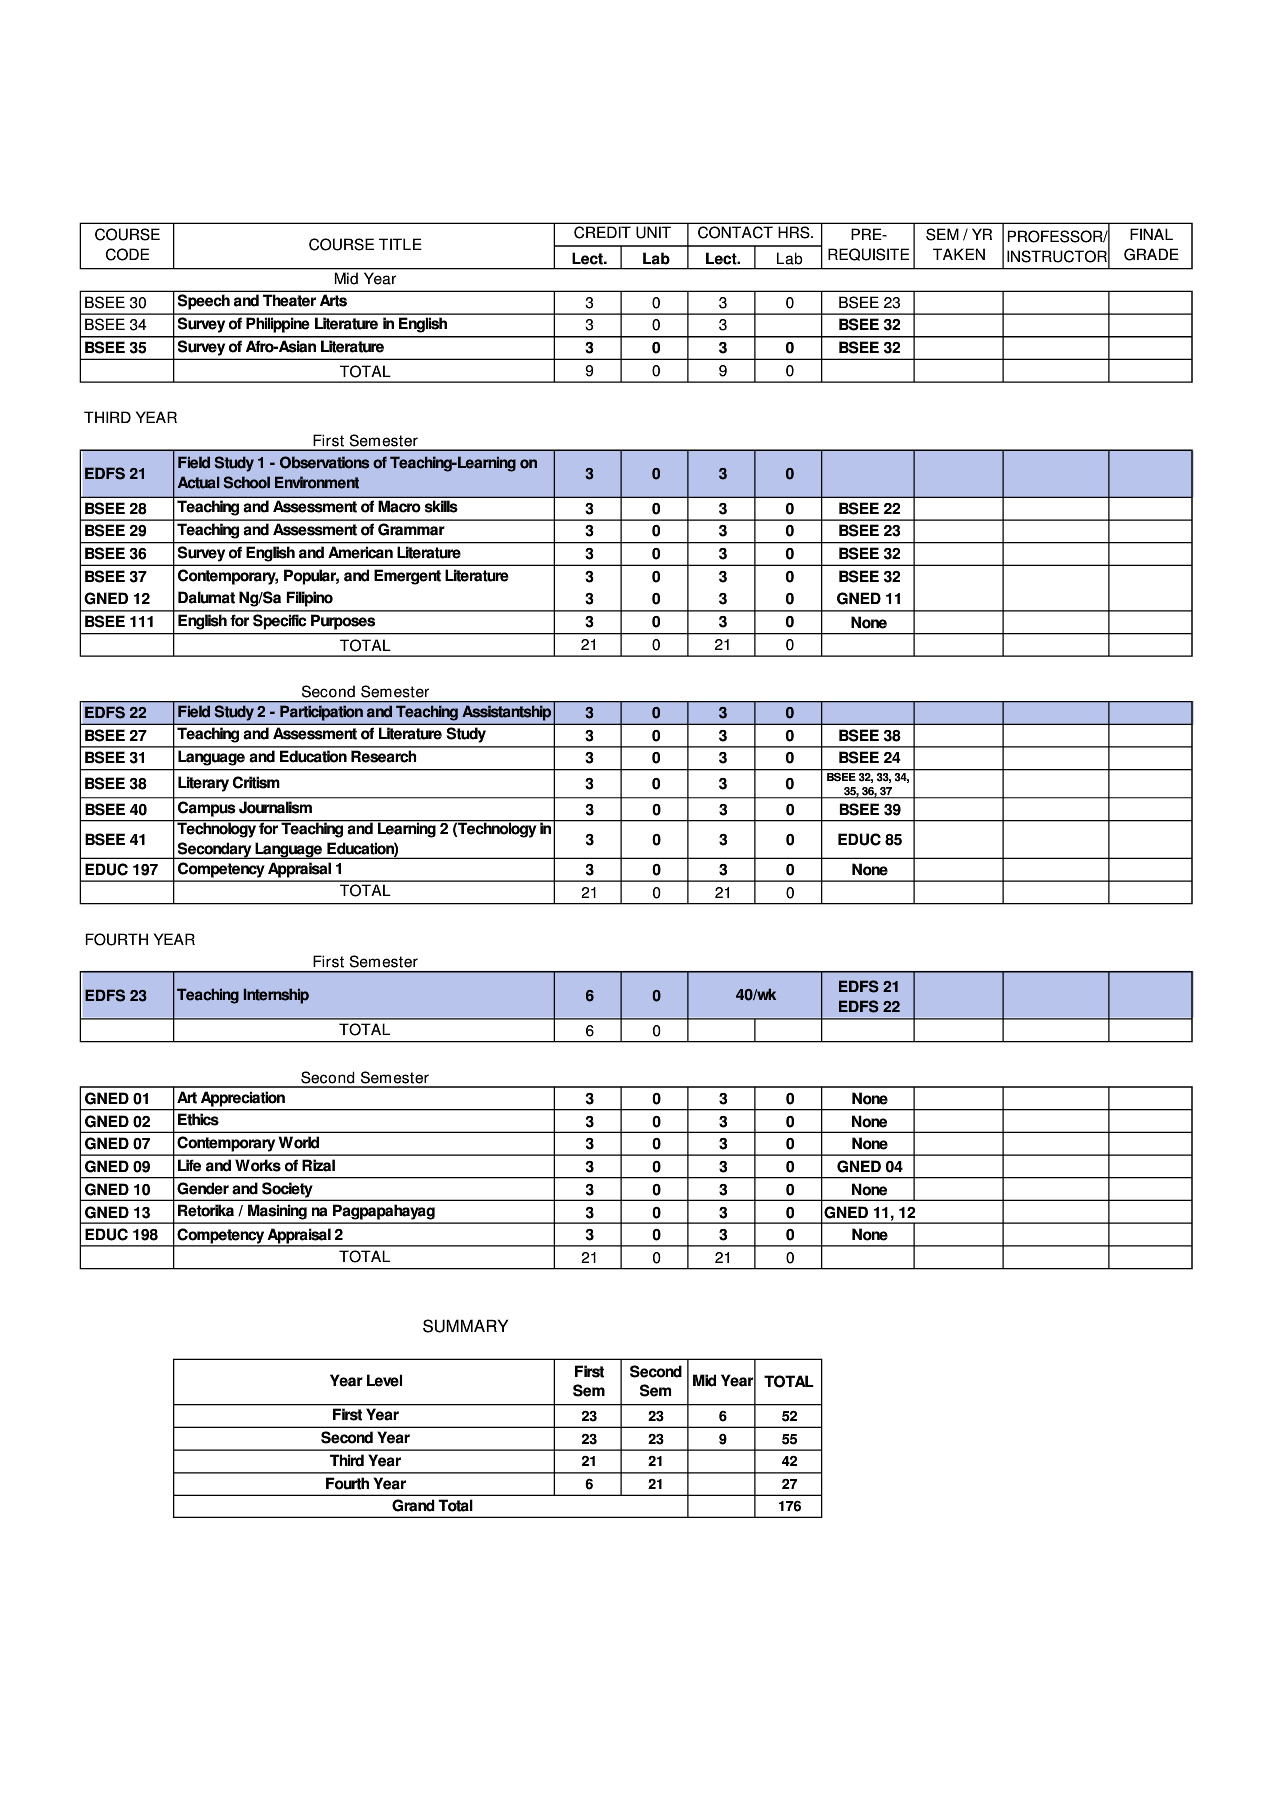 COURSE CODE COURSE TITLE CREDIT UNIT CONTACT HRS. PRE-REQUISITE SEM / YR TAKEN PROFESSOR/ INSTRUCTOR FINAL GRADE
Lect. Lab Lect. Lab
Mid Year
BSEE 30 Speech and Theater Arts 3 0 3 0 BSEE 23
BSEE 34 Survey of Philippine Literature in English 3 0 3 BSEE 32
BSEE 35 Survey of Afro-Asian Literature 3 0 3 0 BSEE 32
TOTAL 9 0 9 0
THIRD YEAR
First Semester
EDFS 21 Field Study 1 - Observations of Teaching-Learning on Actual School Environment 3 0 3 0
BSEE 28 Teaching and Assessment of Macro skills 3 0 3 0 BSEE 22
BSEE 29 Teaching and Assessment of Grammar 3 0 3 0 BSEE 23
BSEE 36 Survey of English and American Literature 3 0 3 0 BSEE 32
BSEE 37 Contemporary, Popular, and Emergent Literature 3 0 3 0 BSEE 32
GNED 12 Dalumat Ng/Sa Filipino 3 0 3 0 GNED 11
BSEE 111 English for Specific Purposes 3 0 3 0 None
TOTAL 21 0 21 0
Second Semester
EDFS 22 Field Study 2 - Participation and Teaching Assistantship 3 0 3 0
BSEE 27 Teaching and Assessment of Literature Study 3 0 3 0 BSEE 38
BSEE 31 Language and Education Research 3 0 3 0 BSEE 24
BSEE 38 Literary Critism 3 0 3 0 BSEE 32, 33, 34, 35, 36, 37
BSEE 40 Campus Journalism 3 0 3 0 BSEE 39
BSEE 41 Technology for Teaching and Learning 2 (Technology in Secondary Language Education) 3 0 3 0 EDUC 85
EDUC 197 Competency Appraisal 1 3 0 3 0 None
TOTAL 21 0 21 0
FOURTH YEAR
First Semester
EDFS 23 Teaching Internship 6 0 40/wk EDFS 21 EDFS 22
TOTAL 6 0
Second Semester
GNED 01 Art Appreciation 3 0 3 0 None
GNED 02 Ethics 3 0 3 0 None
GNED 07 Contemporary World 3 0 3 0 None
GNED 09 Life and Works of Rizal 3 0 3 0 GNED 04
GNED 10 Gender and Society 3 0 3 0 None
GNED 13 Retorika / Masining na Pagpapahayag 3 0 3 0 GNED 11, 12
EDUC 198 Competency Appraisal 2 3 0 3 0 None
TOTAL 21 0 21 0
SUMMARY
Year Level First Sem Second Sem Mid Year TOTAL
First Year 23 23 6 52
Second Year 23 23 9 55
Third Year 21 21 42
Fourth Year 6 21 27
Grand Total 176